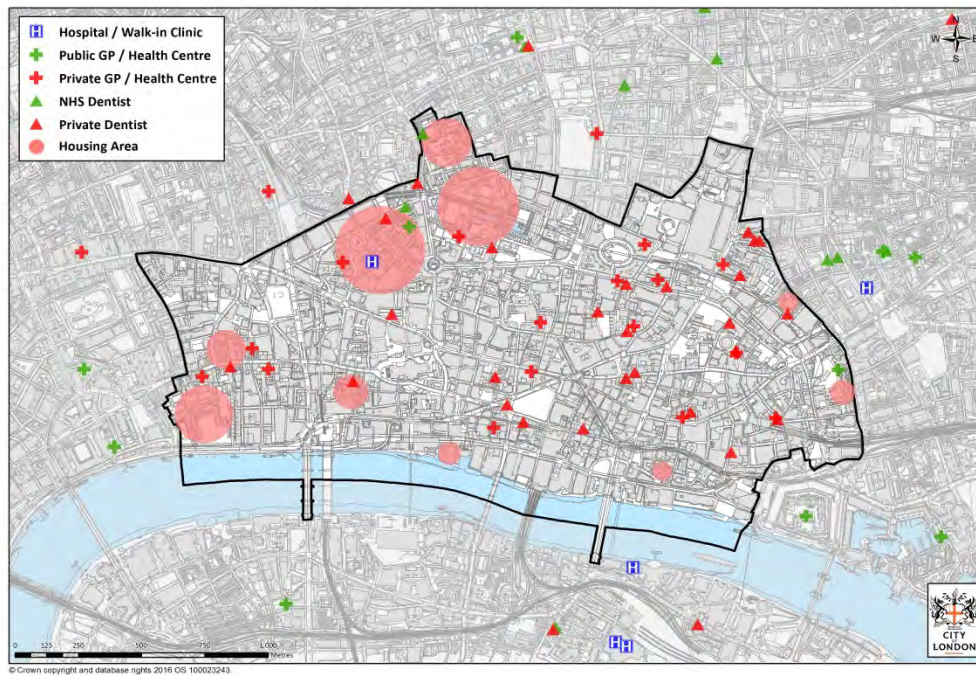 Hospital / Walk-in Clinic
Public GP / Health Centre
Private GP / Health Centre
NHS Dentist
Private Dentist
Housing Area
N
W E
S
H
H
H
H
H
0 125 250 500 750 1,000
Metres
CITY
OF
LONDON
© Crown copyright and database rights 2016 OS 100023243.